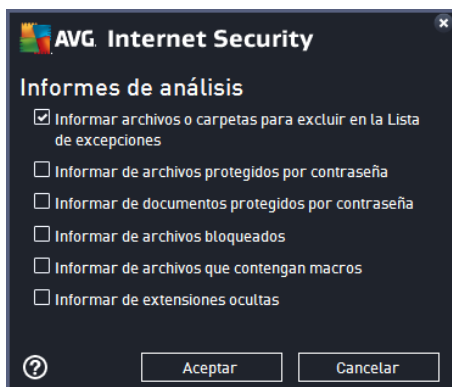 AVG. Internet Security
Informes de análisis
Informar archivos o carpetas para excluir en la Lista
de excepciones
Informar de archivos protegidos por contraseña
Informar de documentos protegidos por contraseña
Informar de archivos bloqueados
Informar de archivos que contengan macros
Informar de extensiones ocultas
?
Aceptar
Cancelar